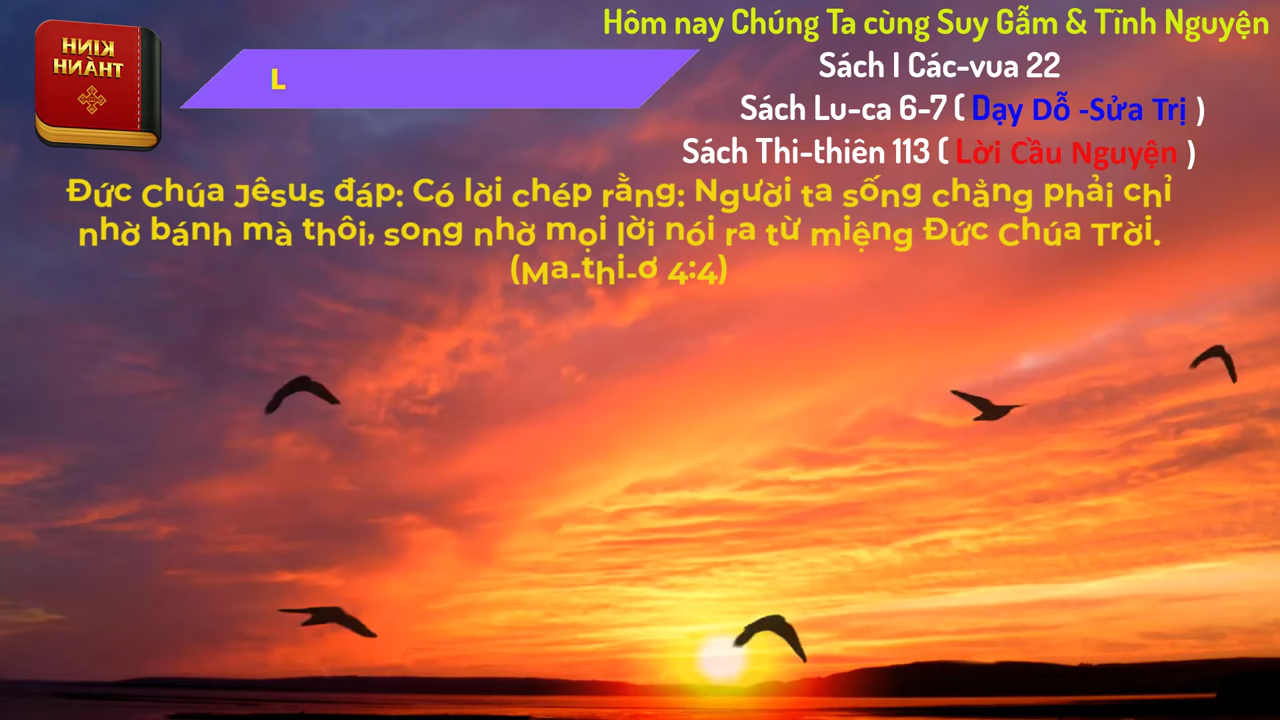 KINH
THÁNH
L
Hôm nay Chúng Ta cùng Suy Gẫm & Tĩnh Nguyện
Sách I Các-vua 22
Sách Lu-ca 6-7 ( Dạy Dỗ -Sửa Trị )
Sách Thi-thiên 113 ( Lời Cầu Nguyện )
Đức Chúa Jêsus đáp: Có lời chép rằng: Người ta sống chẳng phải chỉ
nhờ bánh mà thôi, song nhờ mọi lời nói ra từ miệng Đức Chúa Trời.
(Ma-thi-ơ 4:4)